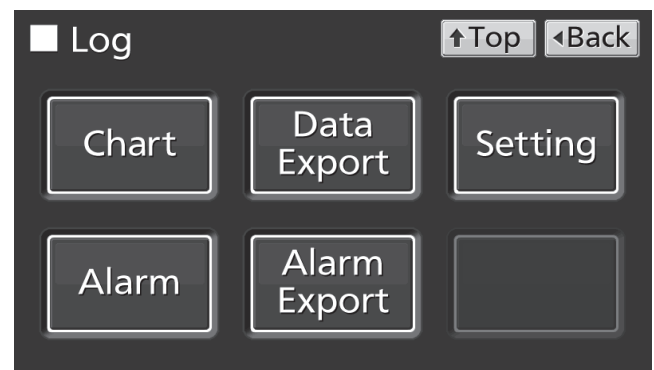 Log
↑Top
◂Back
Chart
Data
Export
Setting
Alarm
Alarm
Export